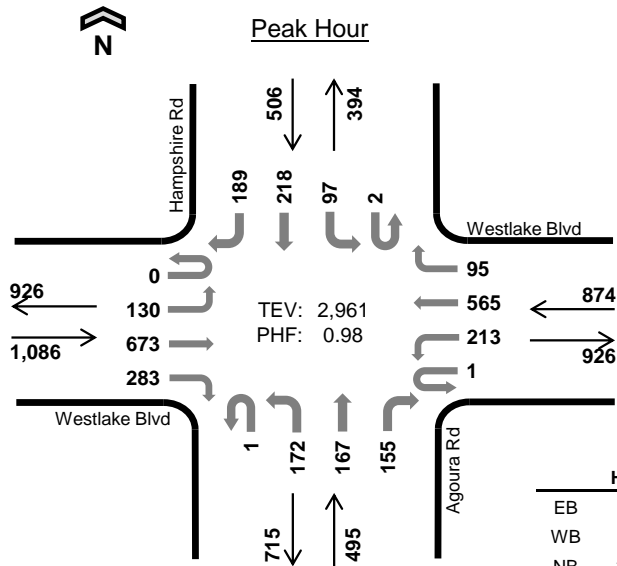 Peak Hour
N
Hampshire Rd
506
394
189
218
97
2
Westlake Blvd
0
95
926
130
565
874
TEV: 2,961
PHF: 0.98
1,086
673
213
926
283
1
Westlake Blvd
1
172
167
155
Agoura Rd
715
495
H
EB
WB
NB